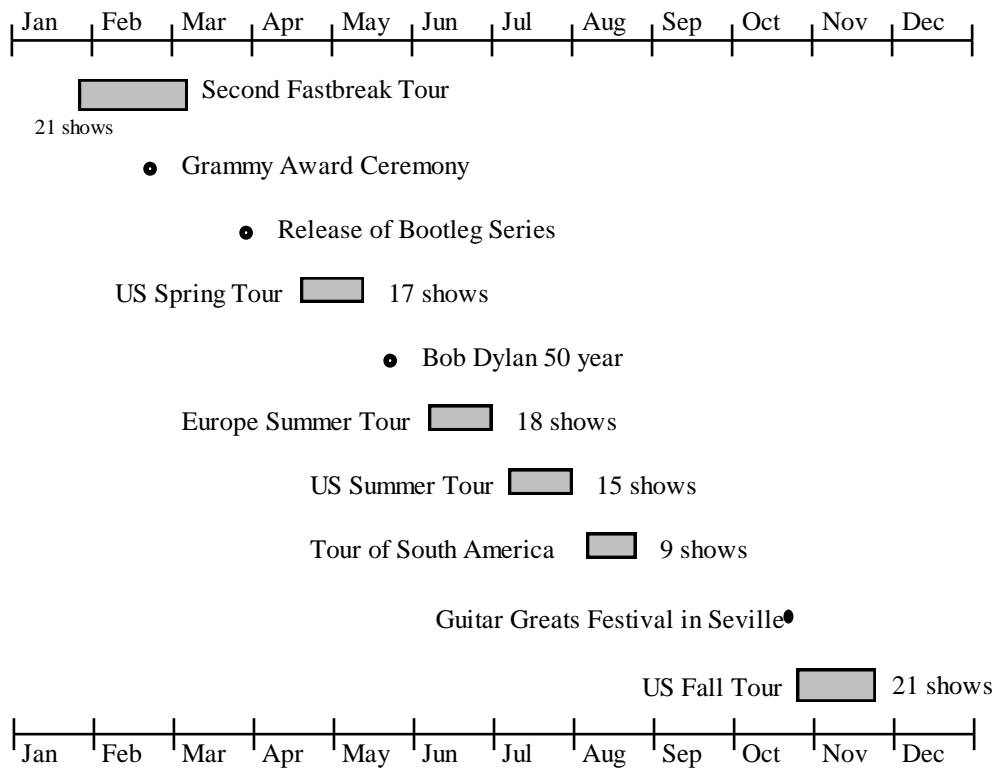 Jan Feb Mar Apr May Jun Jul Aug Sep Oct Nov Dec
Second Fastbreak Tour
21 shows
Grammy Award Ceremony
Release of Bootleg Series
US Spring Tour 17 shows
Bob Dylan 50 year
Europe Summer Tour 18 shows
US Summer Tour 15 shows
Tour of South America 9 shows
Guitar Greats Festival in Seville
US Fall Tour 21 shows
Jan Feb Mar Apr May Jun Jul Aug Sep Oct Nov Dec